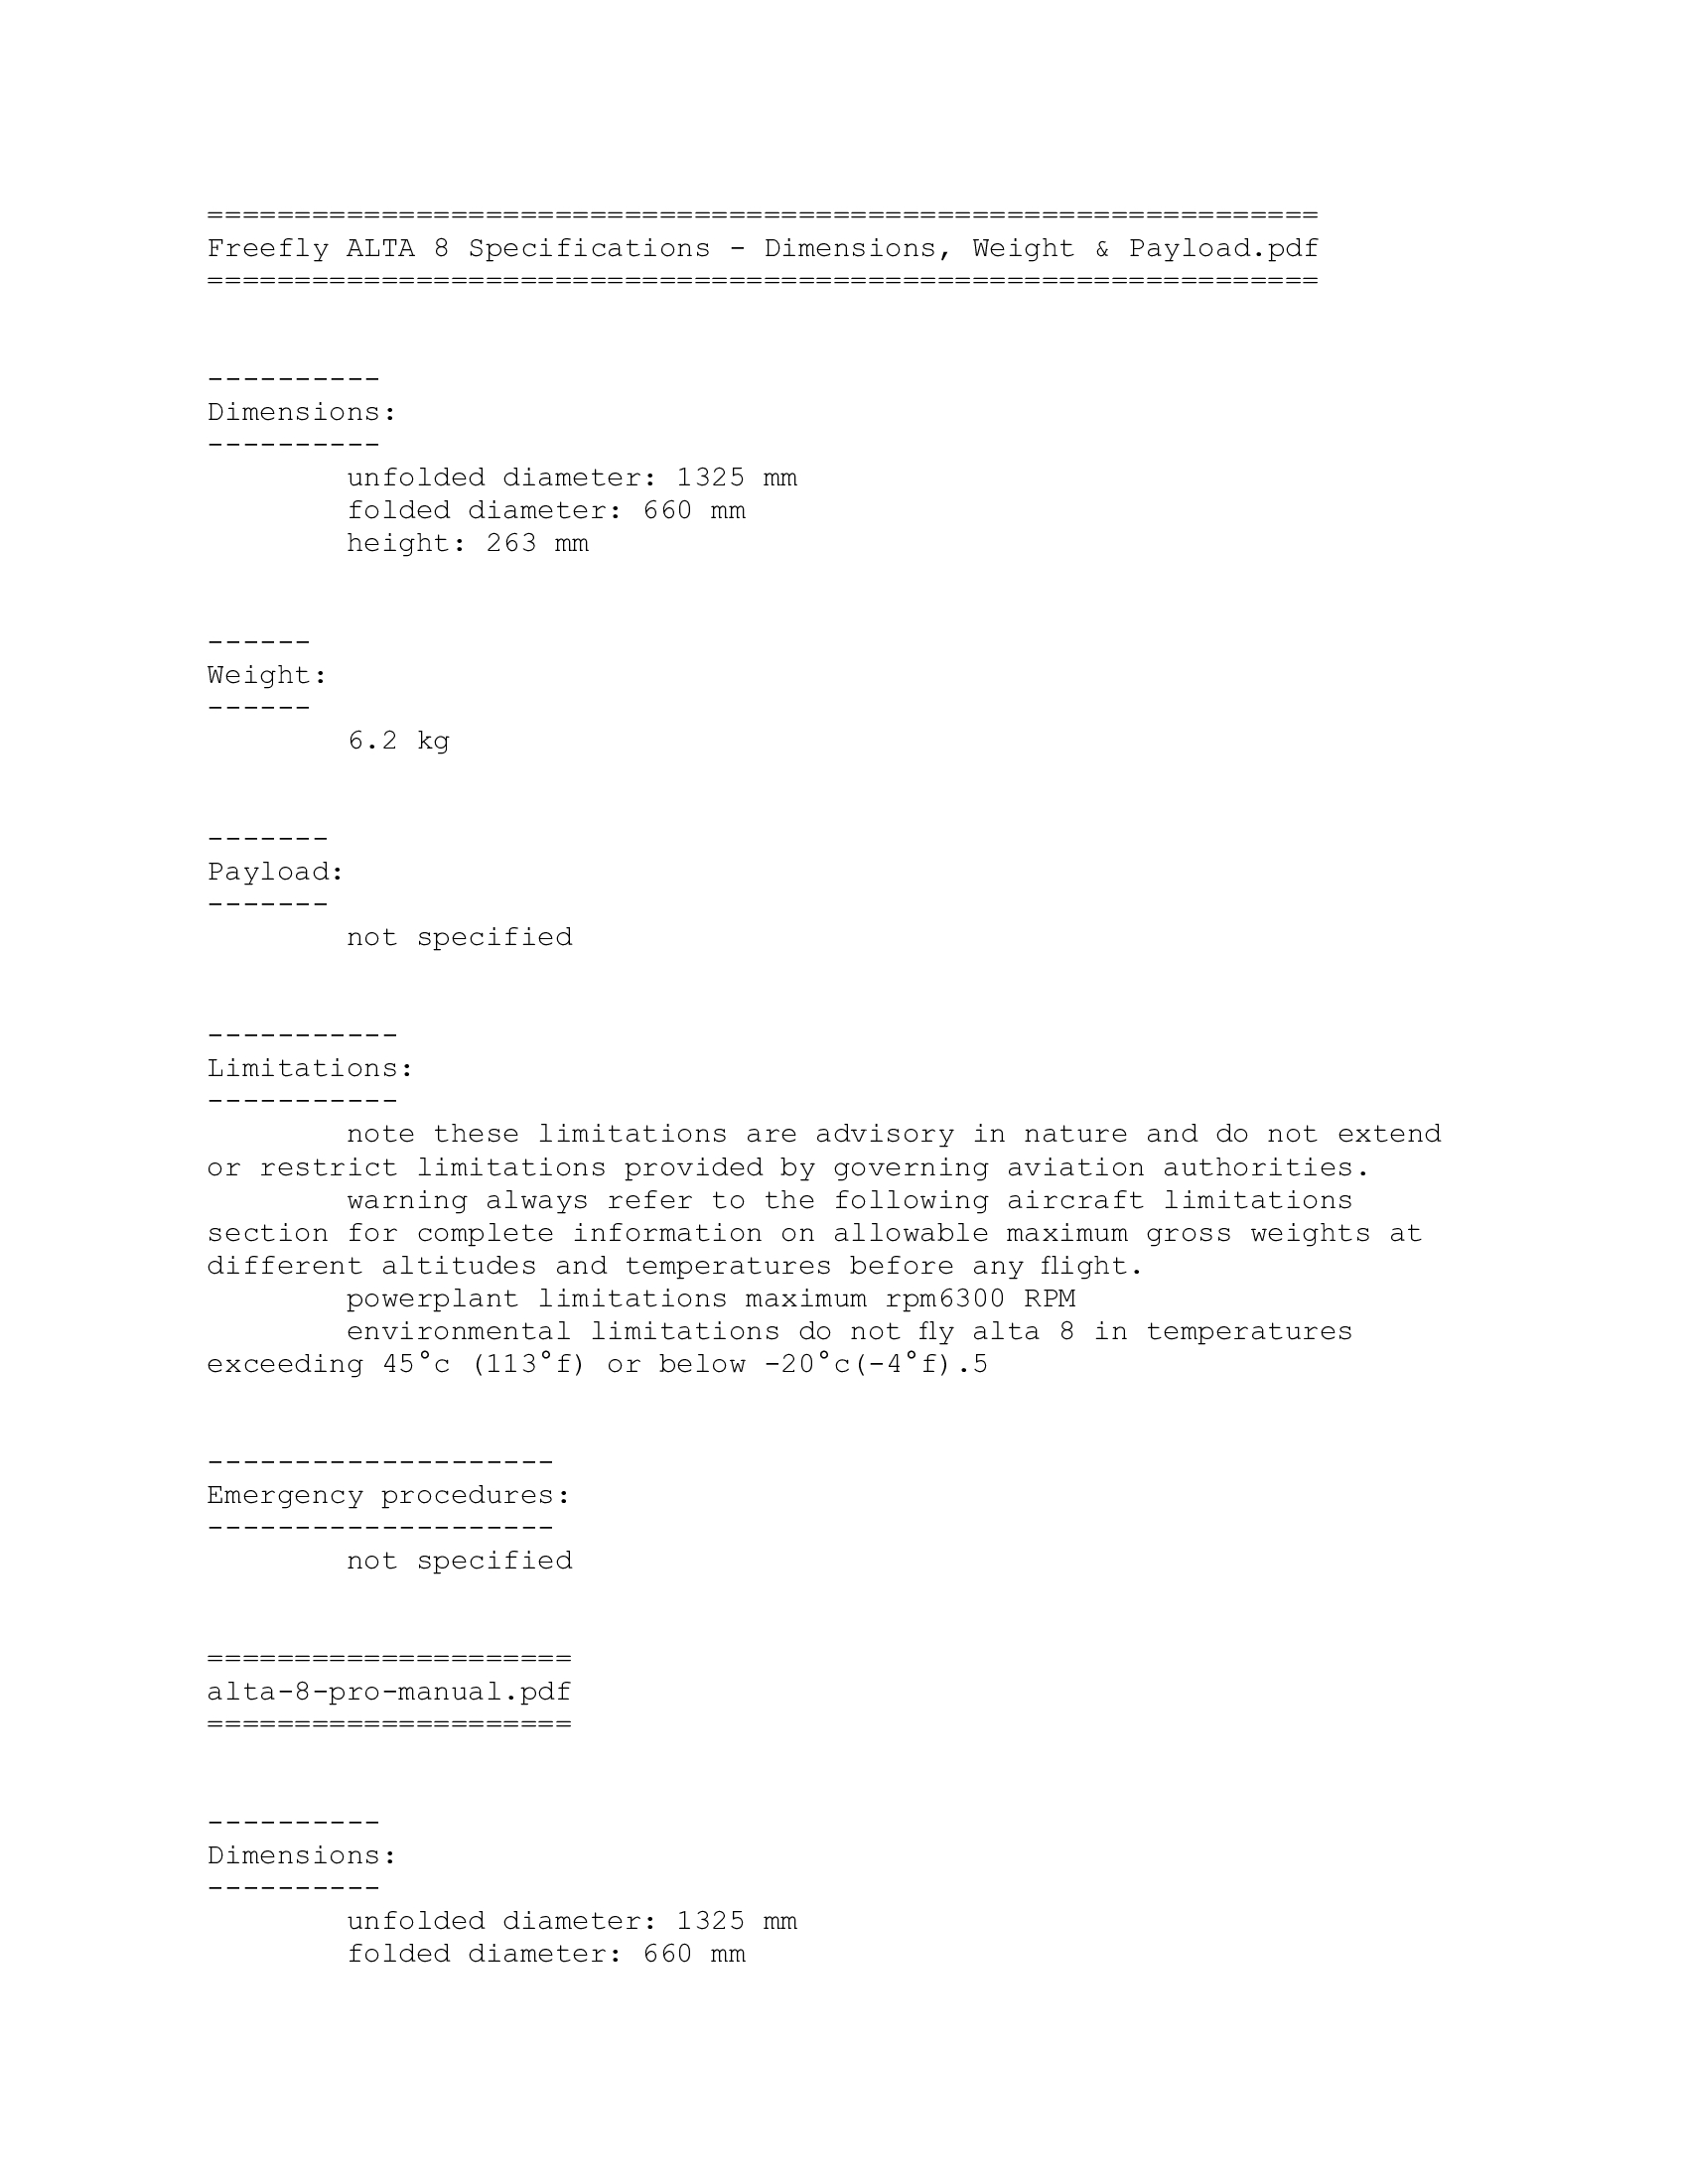 ================================================================
Freefly ALTA 8 Specifications - Dimensions, Weight & Payload.pdf
================================================================
----------
Dimensions:
----------
unfolded diameter: 1325 mm
folded diameter: 660 mm
height: 263 mm
------
Weight:
------
6.2 kg
-------
Payload:
-------
not specified
-----------
Limitations:
-----------
note these limitations are advisory in nature and do not extend
or restrict limitations provided by governing aviation authorities.
warning always refer to the following aircraft limitations
section for complete information on allowable maximum gross weights at
different altitudes and temperatures before any flight.
powerplant limitations maximum rpm6300 RPM
environmental limitations do not fly alta 8 in temperatures
exceeding 45°c (113°f) or below -20°c(-4°f).5
--------------------
Emergency procedures:
--------------------
not specified
=====================
alta-8-pro-manual.pdf
=====================
----------
Dimensions:
----------
unfolded diameter: 1325 mm
folded diameter: 660 mm